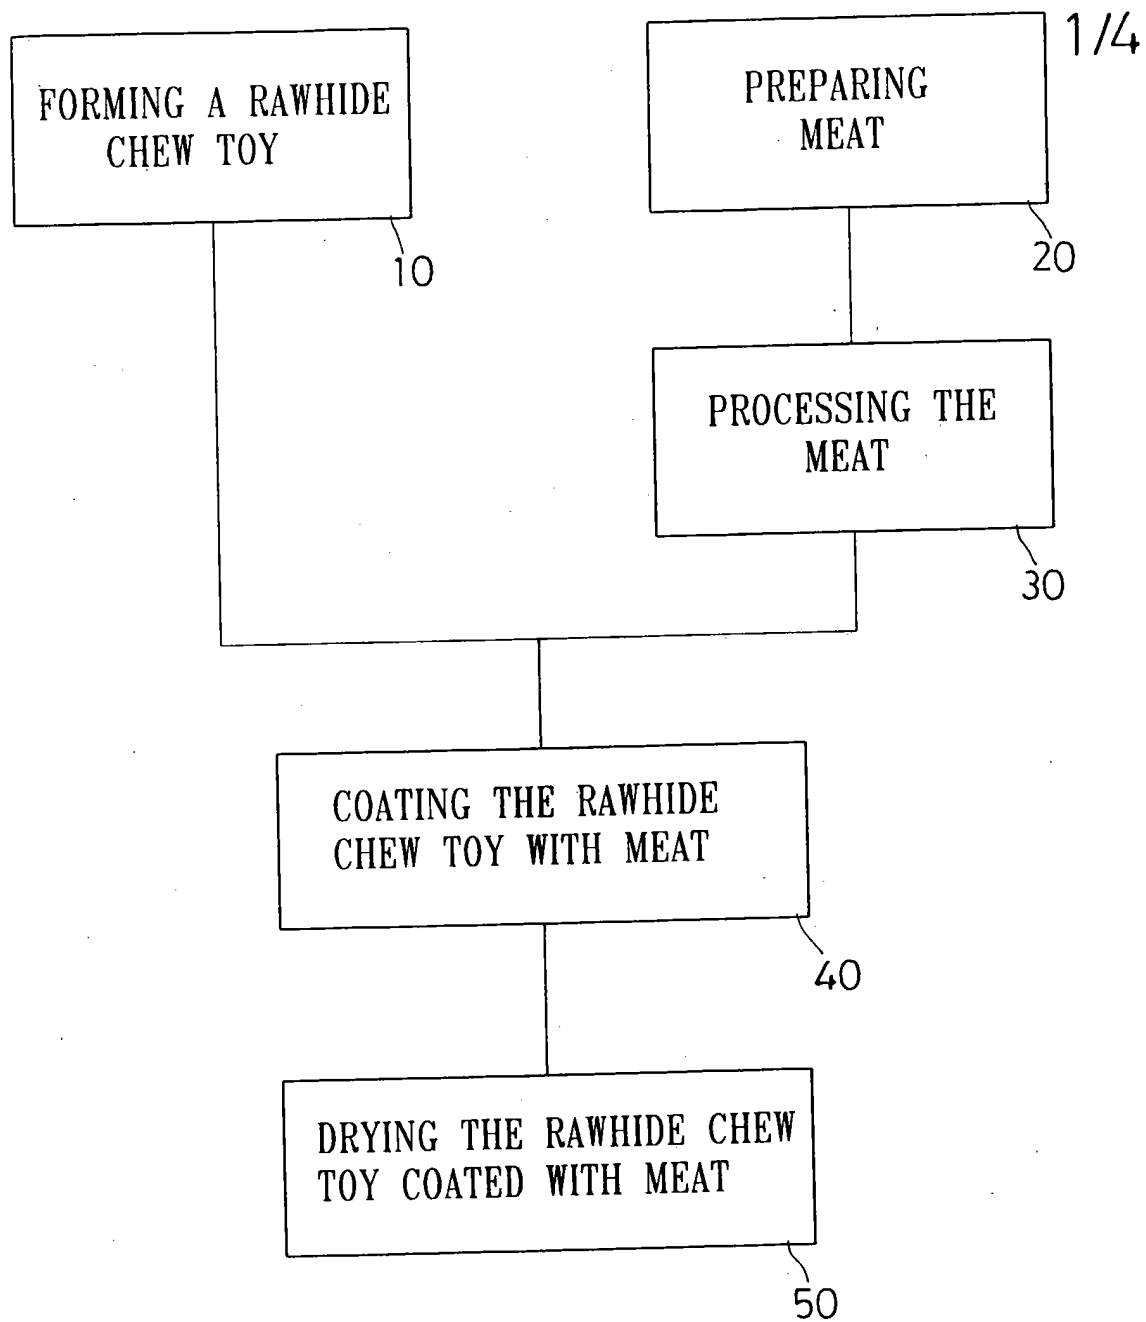 1/4
FORMING A RAWHIDE
CHEW TOY
10
PREPARING
MEAT
20
PROCESSING THE
MEAT
30
COATING THE RAWHIDE
CHEW TOY WITH MEAT
40
DRYING THE RAWHIDE CHEW
TOY COATED WITH MEAT
50